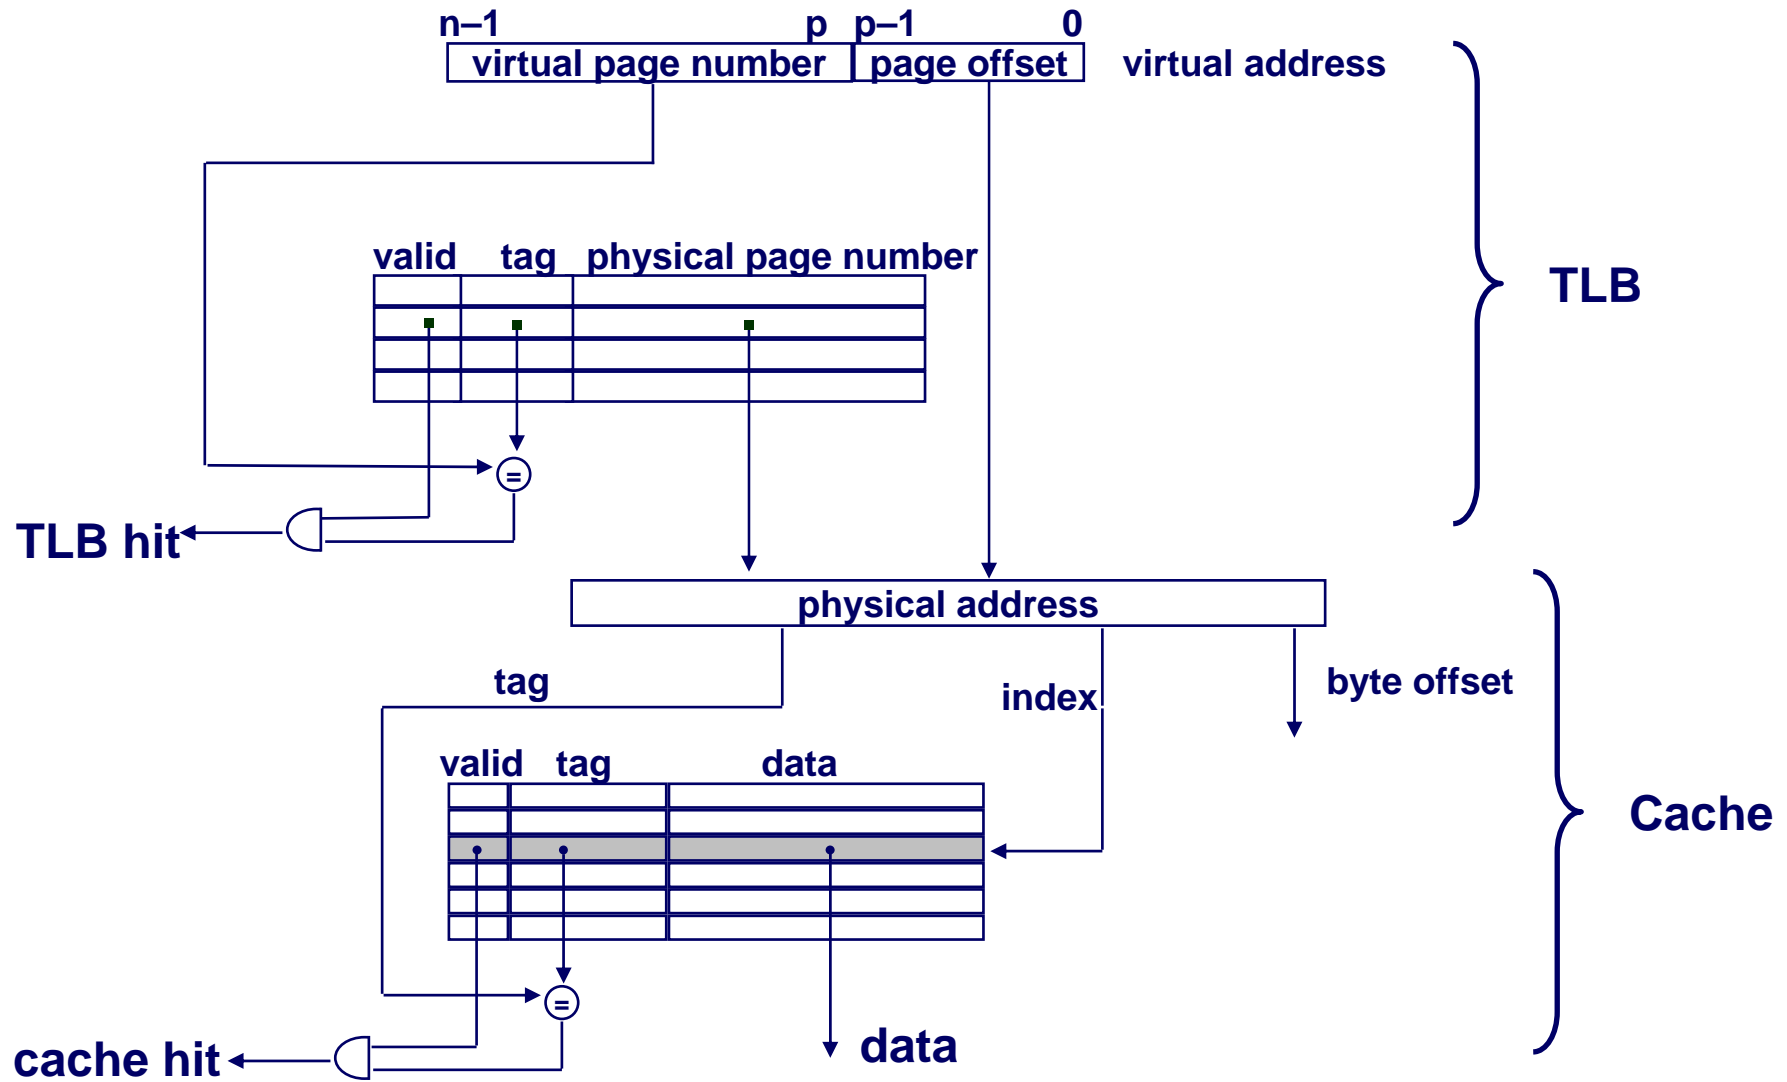 n–1 p p–1 0
virtual page number page offset virtual address
valid tag physical page number
TLB
=
TLB hit
physical address
tag index byte offset
valid tag data
Cache
=
cache hit data